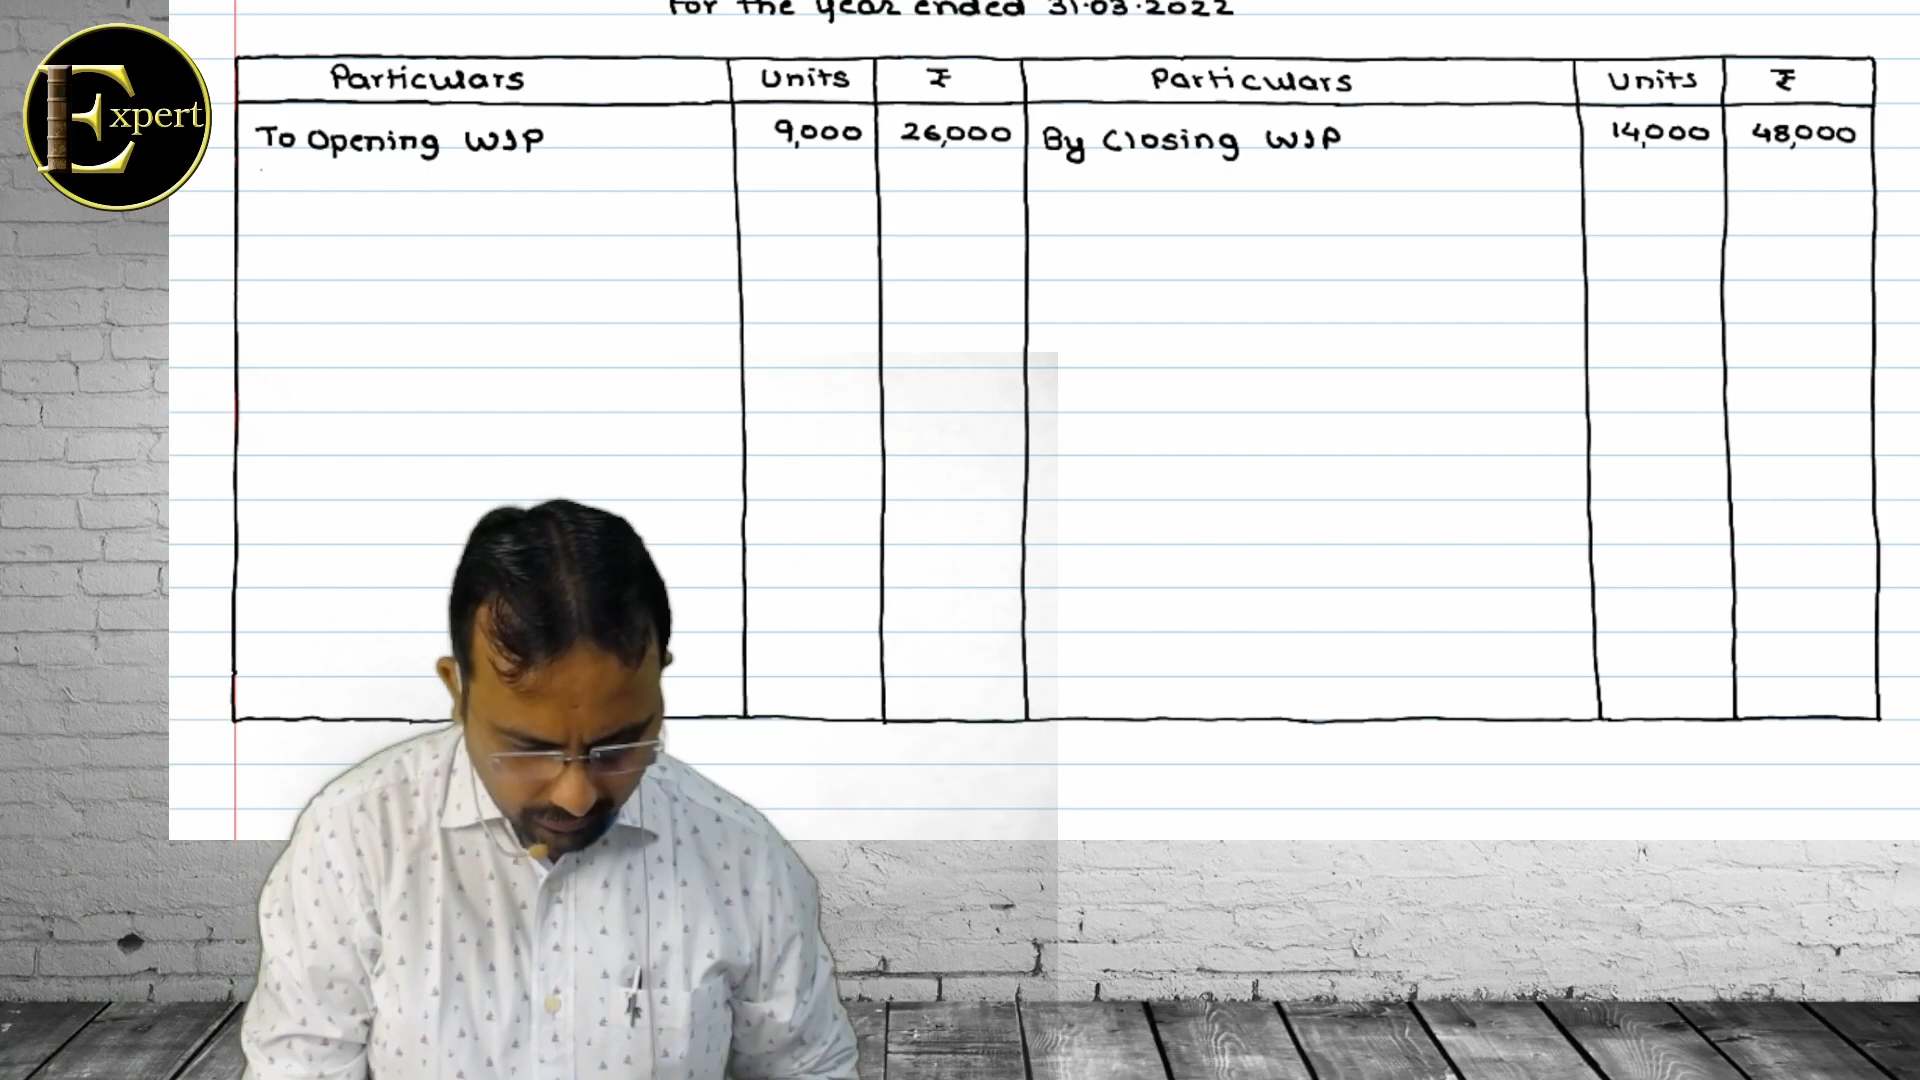 For the year ended 31.03.2022
Expert
Particulars Units ₹ Particulars Units ₹
To Opening WIP 9,000 26,000 By Closing WIP 14,000 48,000